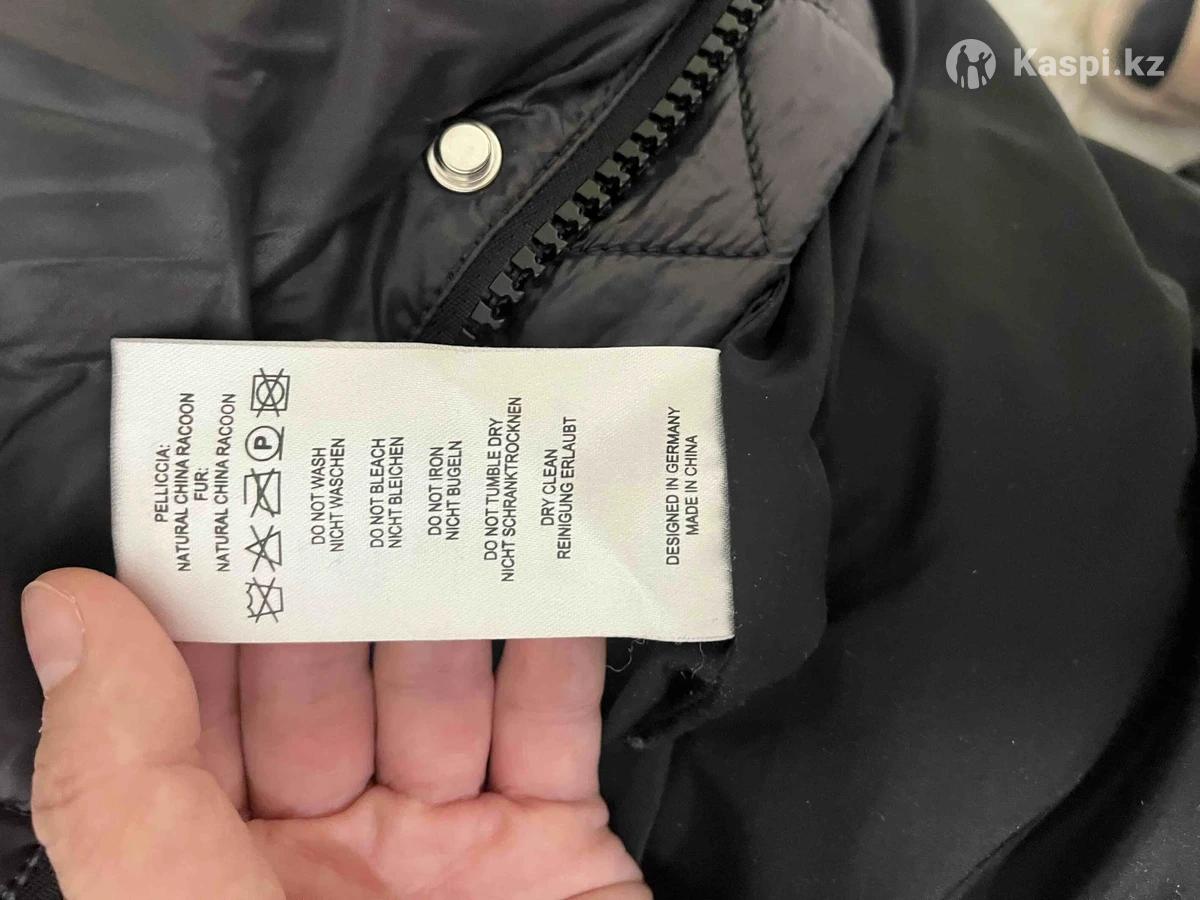 Kaspi.kz
PELLICCIA:
NATURAL CHINA RACOON
FUR:
NATURAL CHINA RACOON
P
DO NOT WASH
NICHT WASCHEN
DO NOT BLEACH
NICHT BLEICHEN
DO NOT IRON
NICHT BUGELN
DO NOT TUMBLE DRY
NICHT SCHRANKTROCKNEN
DRY CLEAN
REINIGUNG ERLAUBT
DESIGNED IN GERMANY
MADE IN CHINA